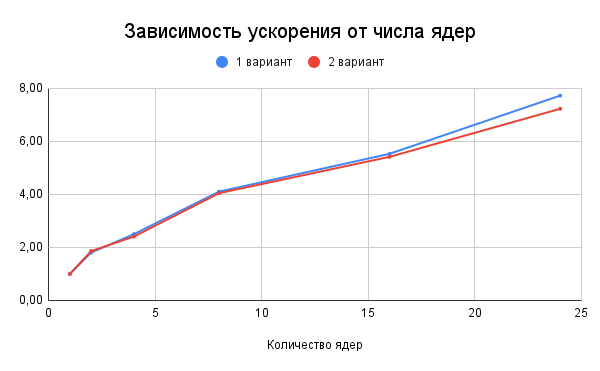 Зависимость ускорения от числа ядер
1 вариант 2 вариант
8,00
6,00
4,00
2,00
0,00
0 5 10 15 20 25
Количество ядер